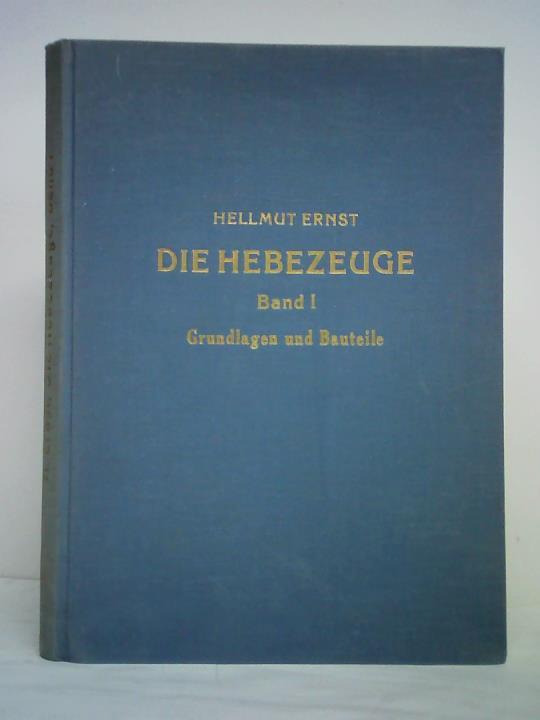 HELLMUT ERNST
DIE HEBEZEUGE
Band I
Grundlagen und Bauteile